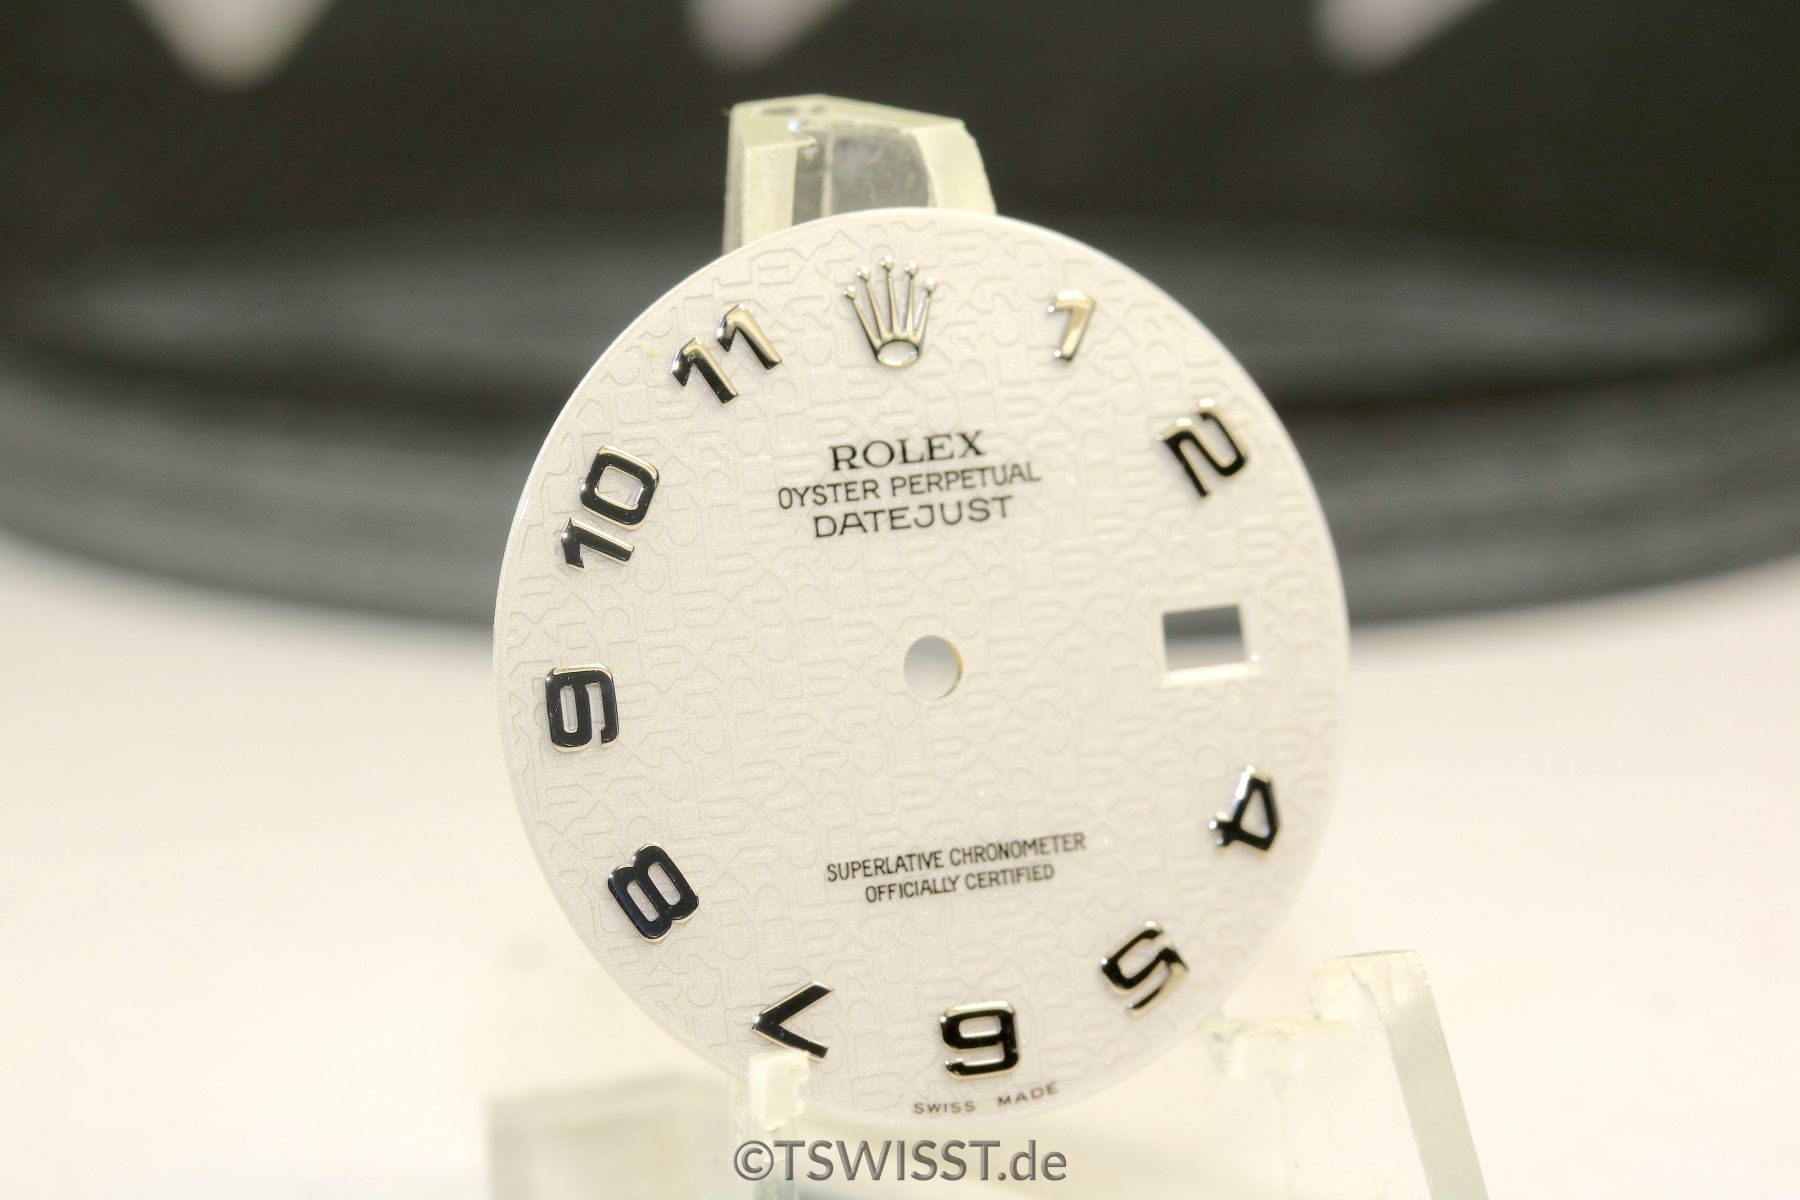 11
1
10
2
ROLEX
OYSTER PERPETUAL
DATEJUST
9
4
8
SUPERLATIVE CHRONOMETER
OFFICIALLY CERTIFIED
7
5
6
SWISS MADE
©TSWISST.de